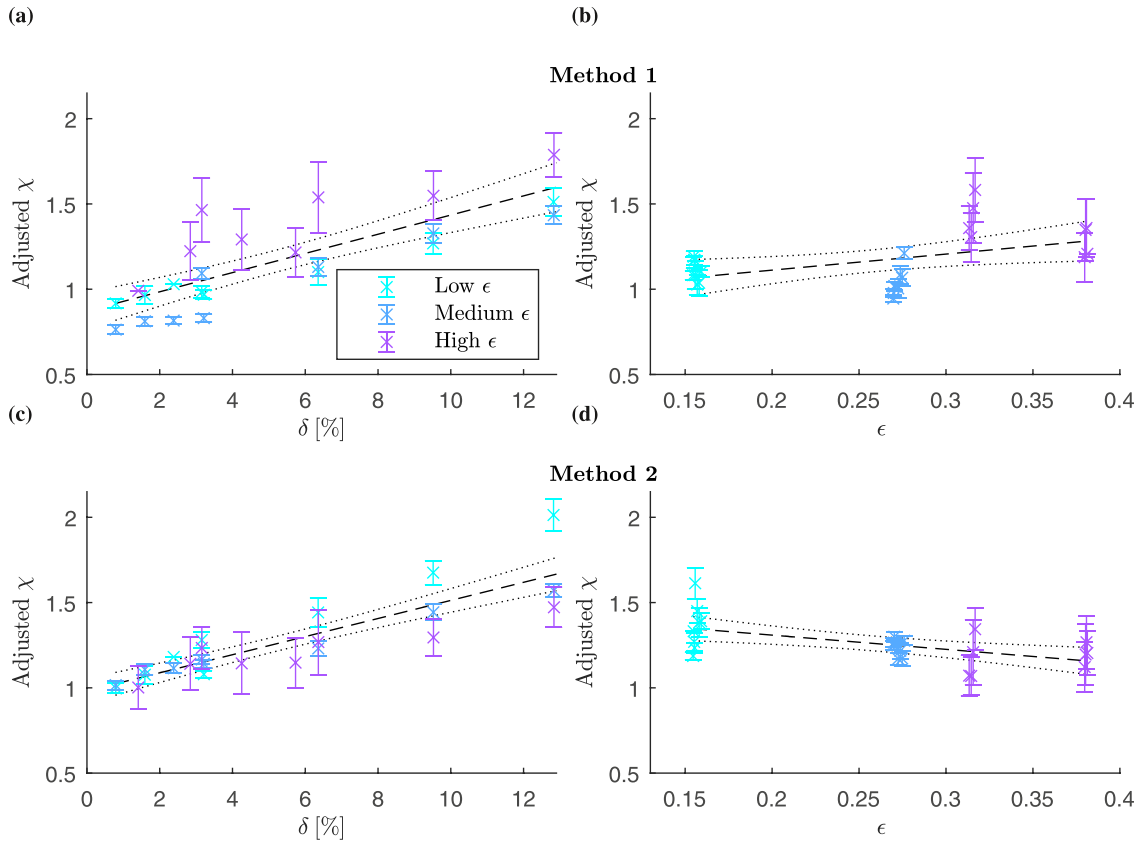 (a)
(b)
Method 1
Adjusted χ
2
1.5
1
0.5
0 2 4 6 8 10 12
δ [%]
Low ϵ
Medium ϵ
High ϵ
Adjusted χ
2
1.5
1
0.5
0.15 0.2 0.25 0.3 0.35 0.4
ϵ
(c)
(d)
Method 2
Adjusted χ
2
1.5
1
0.5
0 2 4 6 8 10 12
δ [%]
Adjusted χ
2
1.5
1
0.5
0.15 0.2 0.25 0.3 0.35 0.4
ϵ